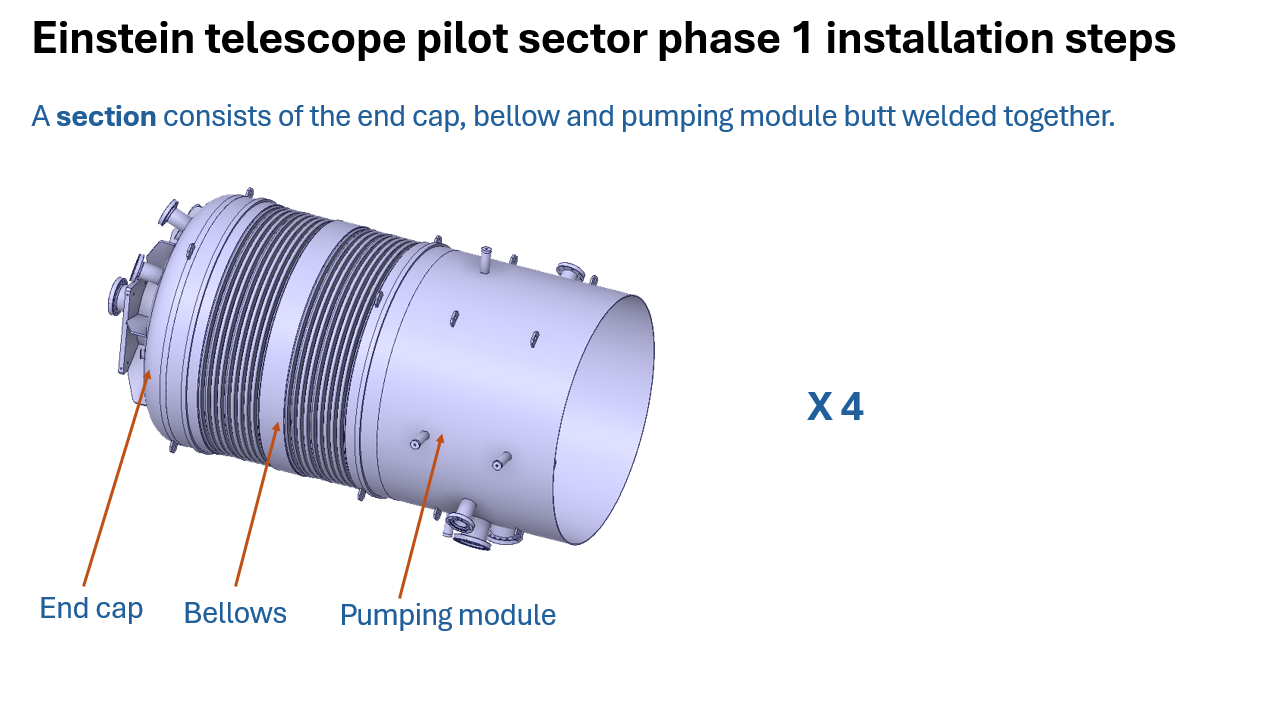 Einstein telescope pilot sector phase 1 installation steps
A section consists of the end cap, bellow and pumping module butt welded together.
X 4
End cap
Bellows
Pumping module